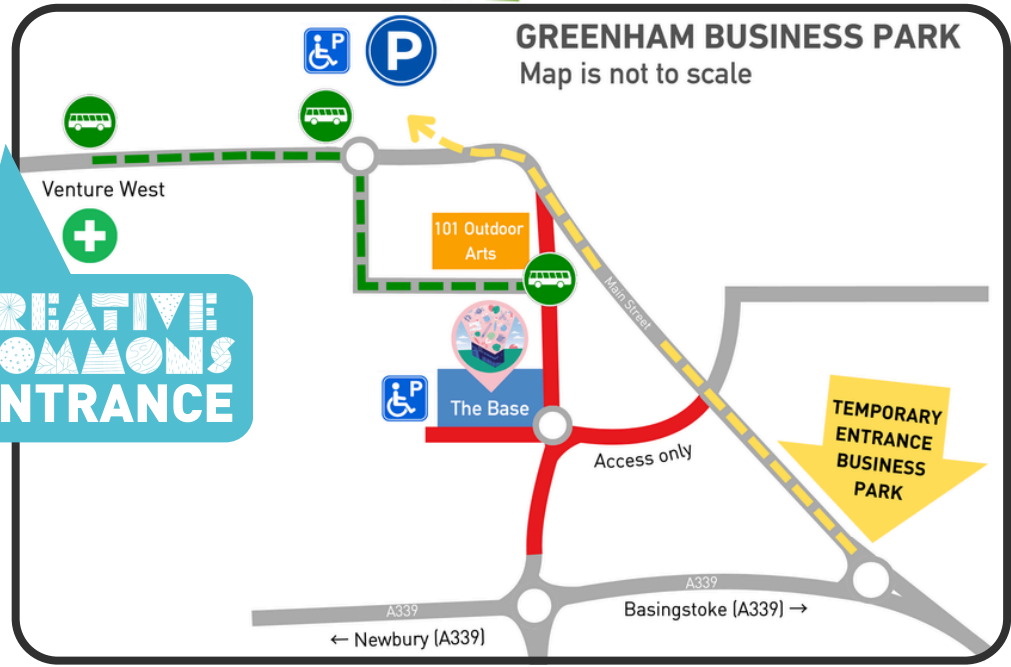 GREENHAM BUSINESS PARK
Map is not to scale
P
P
Venture West
101 Outdoor
Arts
Main Street
REATIVE
OMMONS
NTRANCE
P
The Base
Access only
TEMPORARY
ENTRANCE
BUSINESS
PARK
A339
A339
Basingstoke (A339) →
← Newbury (A339)